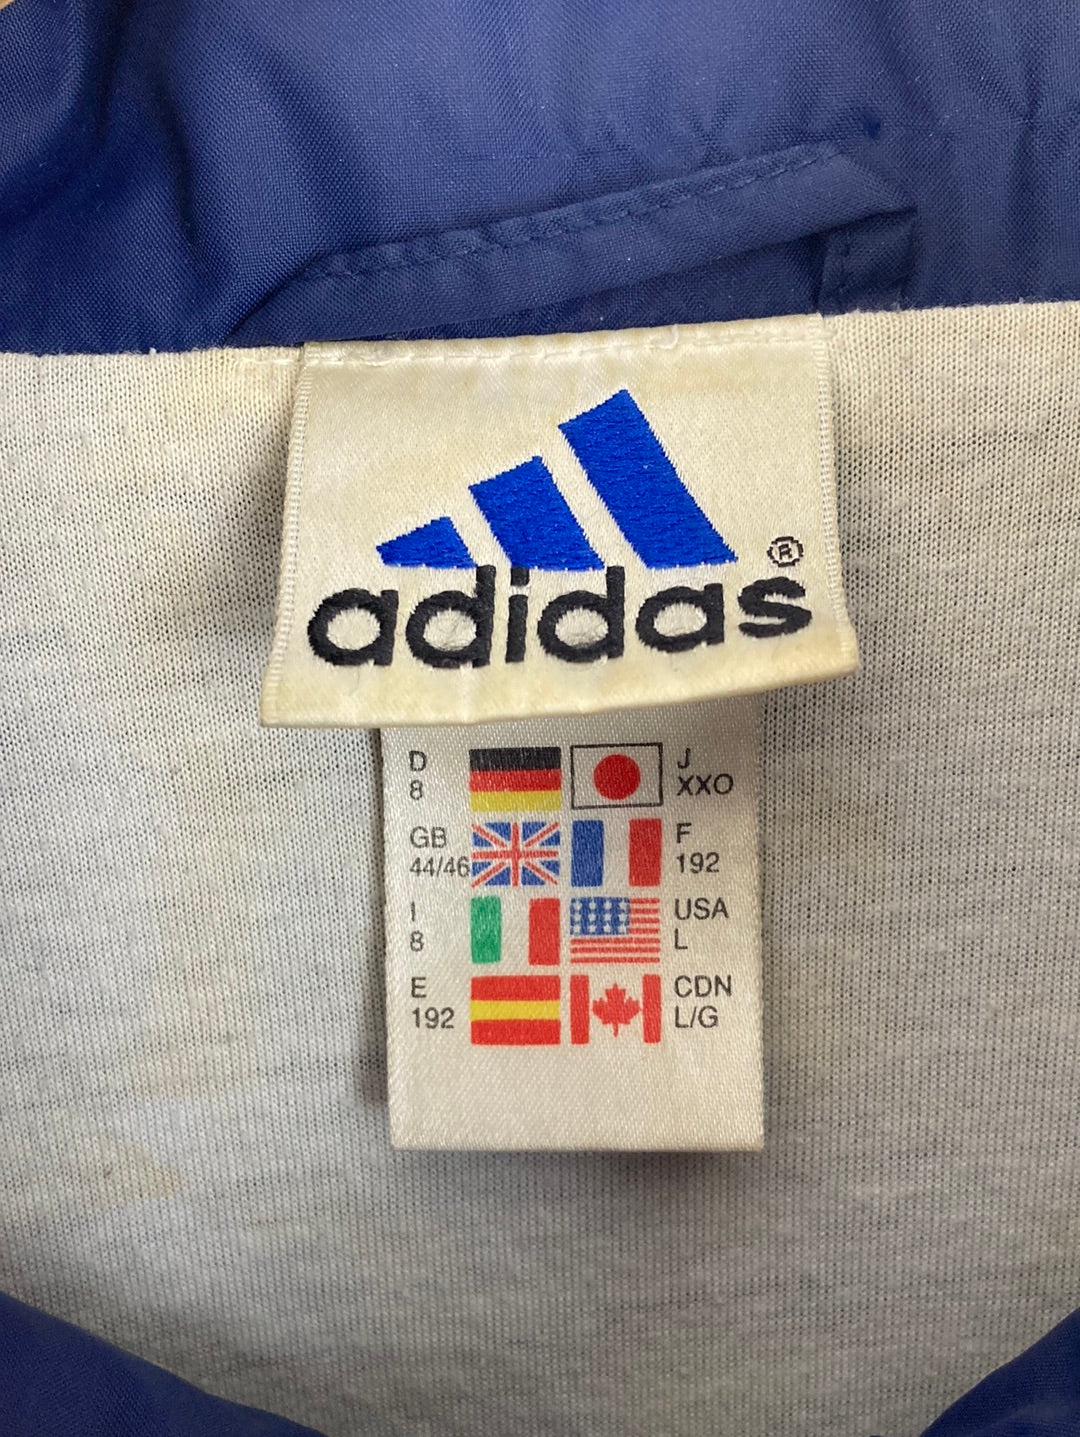 adidas®
D
8
J
XXO
GB
44/46
F
192
I
8
USA
L
E
192
CDN
L/G